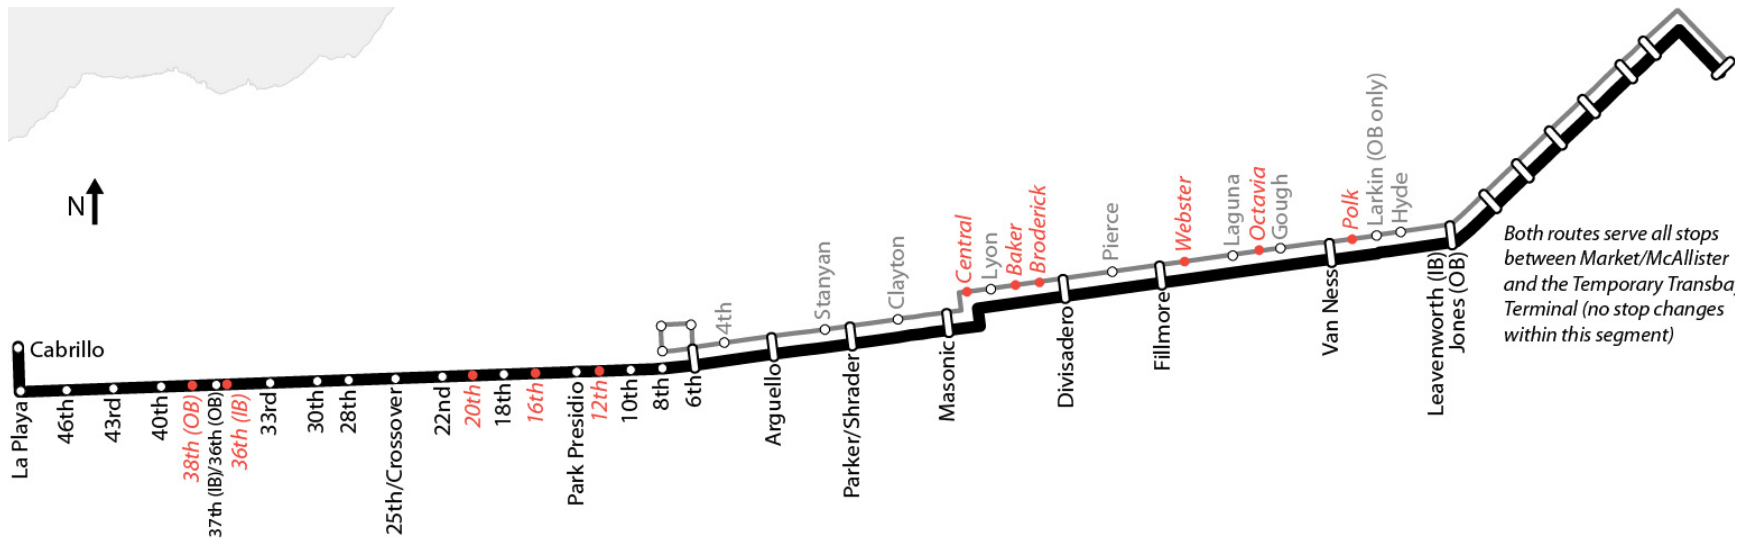 N
Cabrillo
La Playa
46th
43rd
40th
38th (OB)
37th (IB)/36th (OB)
36th (IB)
33rd
30th
28th
25th/Crossover
22nd
20th
18th
16th
Park Presidio
12th
10th
8th
6th
4th
Arguello
Stanyan
Parker/Shrader
Clayton
Masonic
Central
Lyon
Baker
Broderick
Divisadero
Pierce
Fillmore
Webster
Laguna
Octavia
Gough
Van Ness
Polk
Larkin (OB only)
Hyde
Leavenworth (IB)
Jones (OB)
Both routes serve all stops
between Market/McAllister
and the Temporary Transba
Terminal (no stop changes
within this segment)